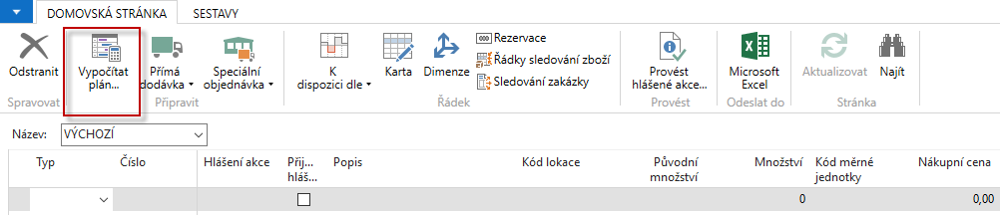 DOMOVSKÁ STRÁNKA SESTAVY
Odstranit
Vypočítat plán...
Přímá dodávka
Speciální objednávka
K dispozici dle
Karta
Dimenze
Rezervace
Řádky sledování zboží
Sledování zakázky
Provést hlášené akce...
Microsoft Excel
Aktualizovat
Najít
Spravovat Připravit Řádek Provést Odeslat do Stránka
Název: VÝCHOZÍ
Typ Číslo Hlášení akce Přij... hláš... Popis Kód lokace Původní množství Množství Kód měrné jednotky Nákupní cena
0 0,00